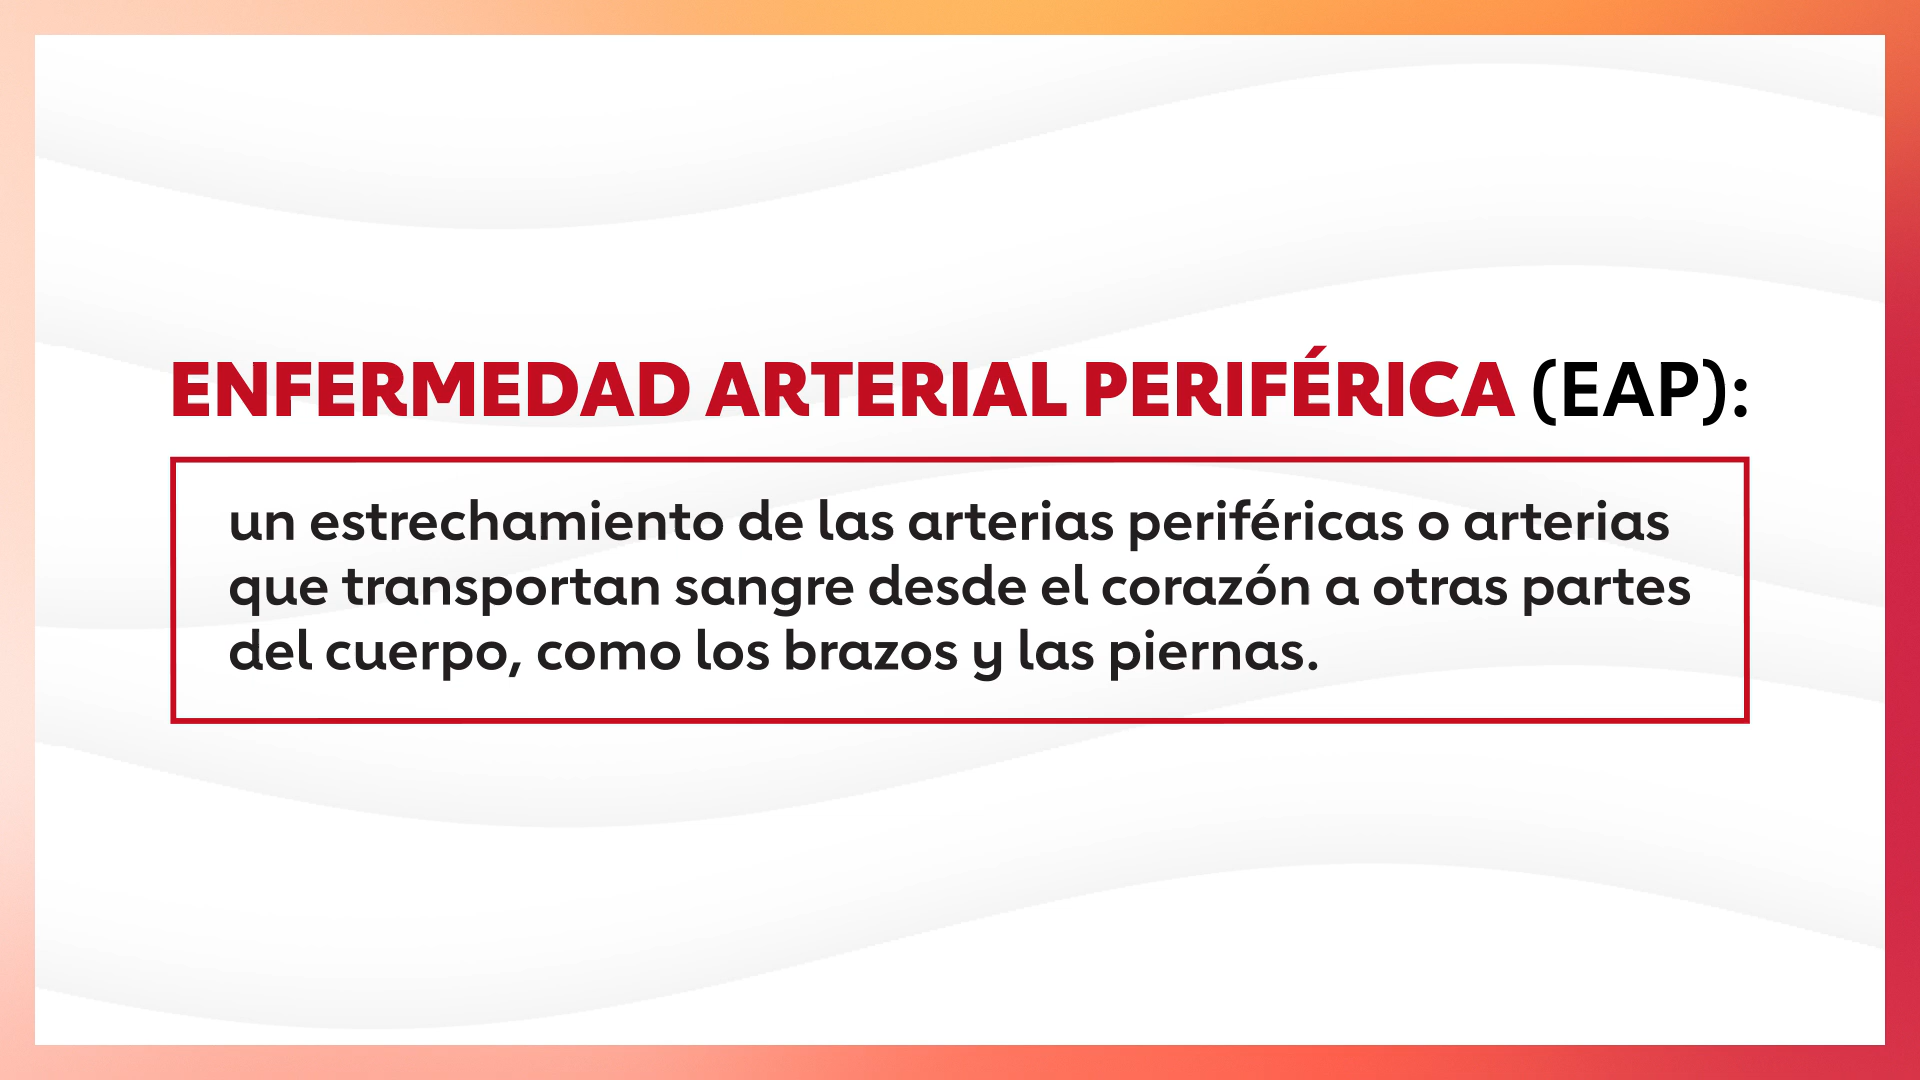 ENFERMEDAD ARTERIAL PERIFÉRICA (EAP):
un estrechamiento de las arterias periféricas o arterias
que transportan sangre desde el corazón a otras partes
del cuerpo, como los brazos y las piernas.